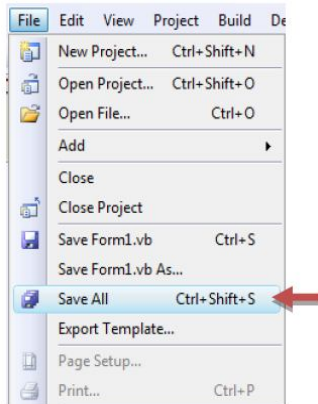 File Edit View Project Build De
New Project... Ctrl+Shift+N
Open Project... Ctrl+Shift+O
Open File... Ctrl+O
Add
Close
Close Project
Save Form1.vb Ctrl+S
Save Form1.vb As...
Save All Ctrl+Shift+S
Export Template...
Page Setup...
Print... Ctrl+P